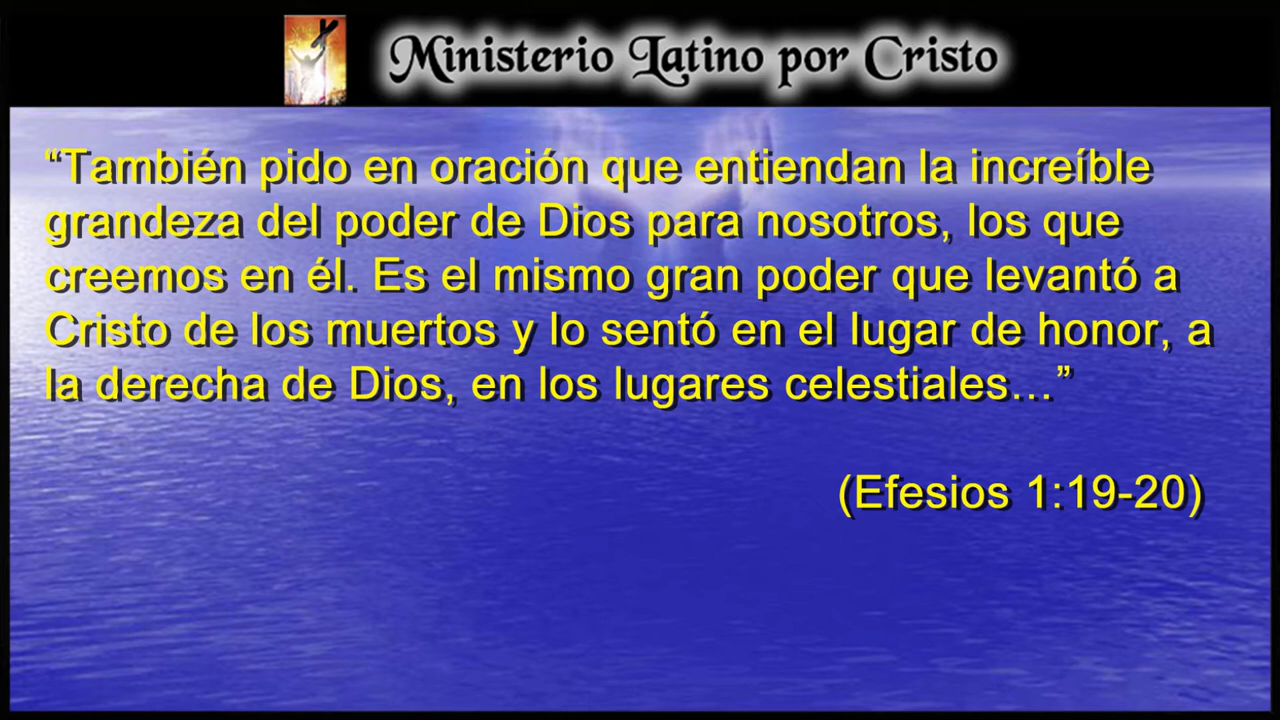 Ministerio Latino por Cristo
“También pido en oración que entiendan la increíble
grandeza del poder de Dios para nosotros, los que
creemos en él. Es el mismo gran poder que levantó a
Cristo de los muertos y lo sentó en el lugar de honor, a
la derecha de Dios, en los lugares celestiales...”
(Efesios 1:19-20)